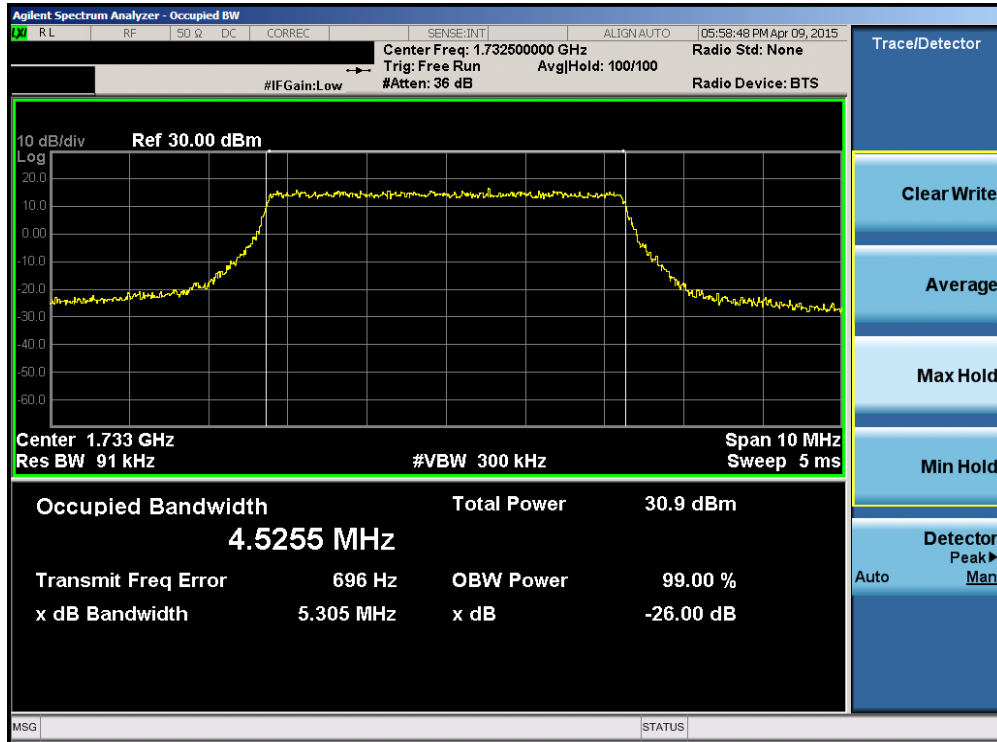 Agilent Spectrum Analyzer - Occupied BW
LXI RL RF 50 Ω DC CORREC SENSE:INT ALIGN AUTO 05:58:48 PM Apr 09, 2015
Center Freq: 1.732500000 GHz Radio Std: None
Trig: Free Run Avg|Hold: 100/100
#IFGain:Low #Atten: 36 dB Radio Device: BTS
10 dB/div Ref 30.00 dBm
Log
20.0
10.0
0.00
-10.0
-20.0
-30.0
-40.0
-50.0
-60.0
Center 1.733 GHz Span 10 MHz
Res BW 91 kHz #VBW 300 kHz Sweep 5 ms
Occupied Bandwidth Total Power 30.9 dBm
4.5255 MHz
Transmit Freq Error 696 Hz OBW Power 99.00 %
x dB Bandwidth 5.305 MHz x dB -26.00 dB
MSG STATUS
Trace/Detector
Clear Write
Average
Max Hold
Min Hold
Detector
Peak▶
Auto Man